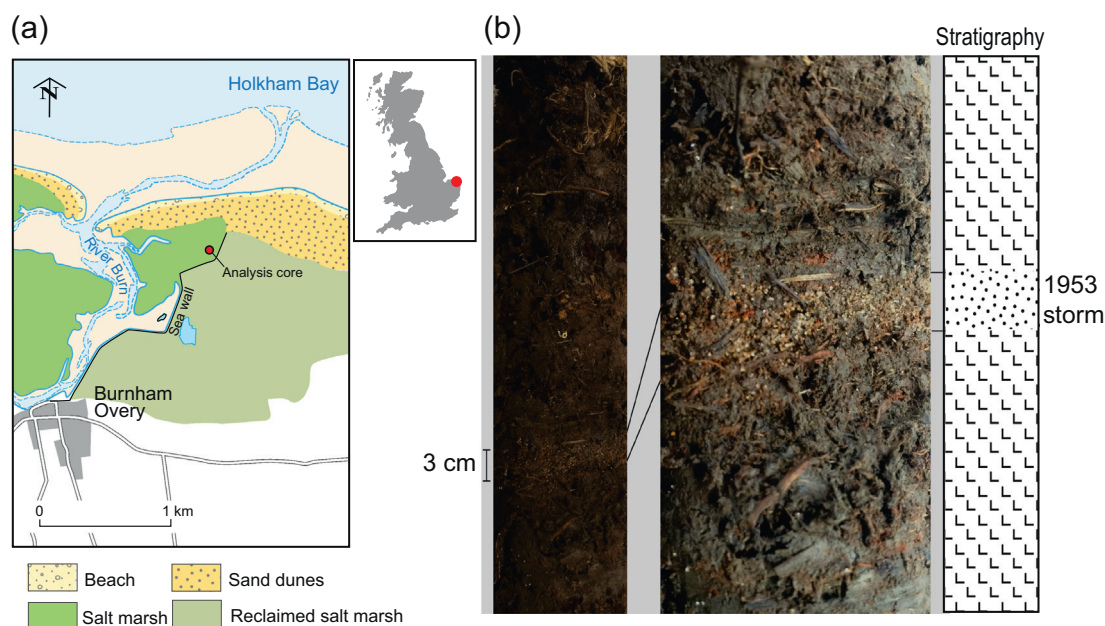 (a)
N
Holkham Bay
River Burn
Analysis core
Sea wall
Burnham
Overy
0
1 km
Beach
Sand dunes
Salt marsh
Reclaimed salt marsh
(b)
Stratigraphy
3 cm
1953
storm